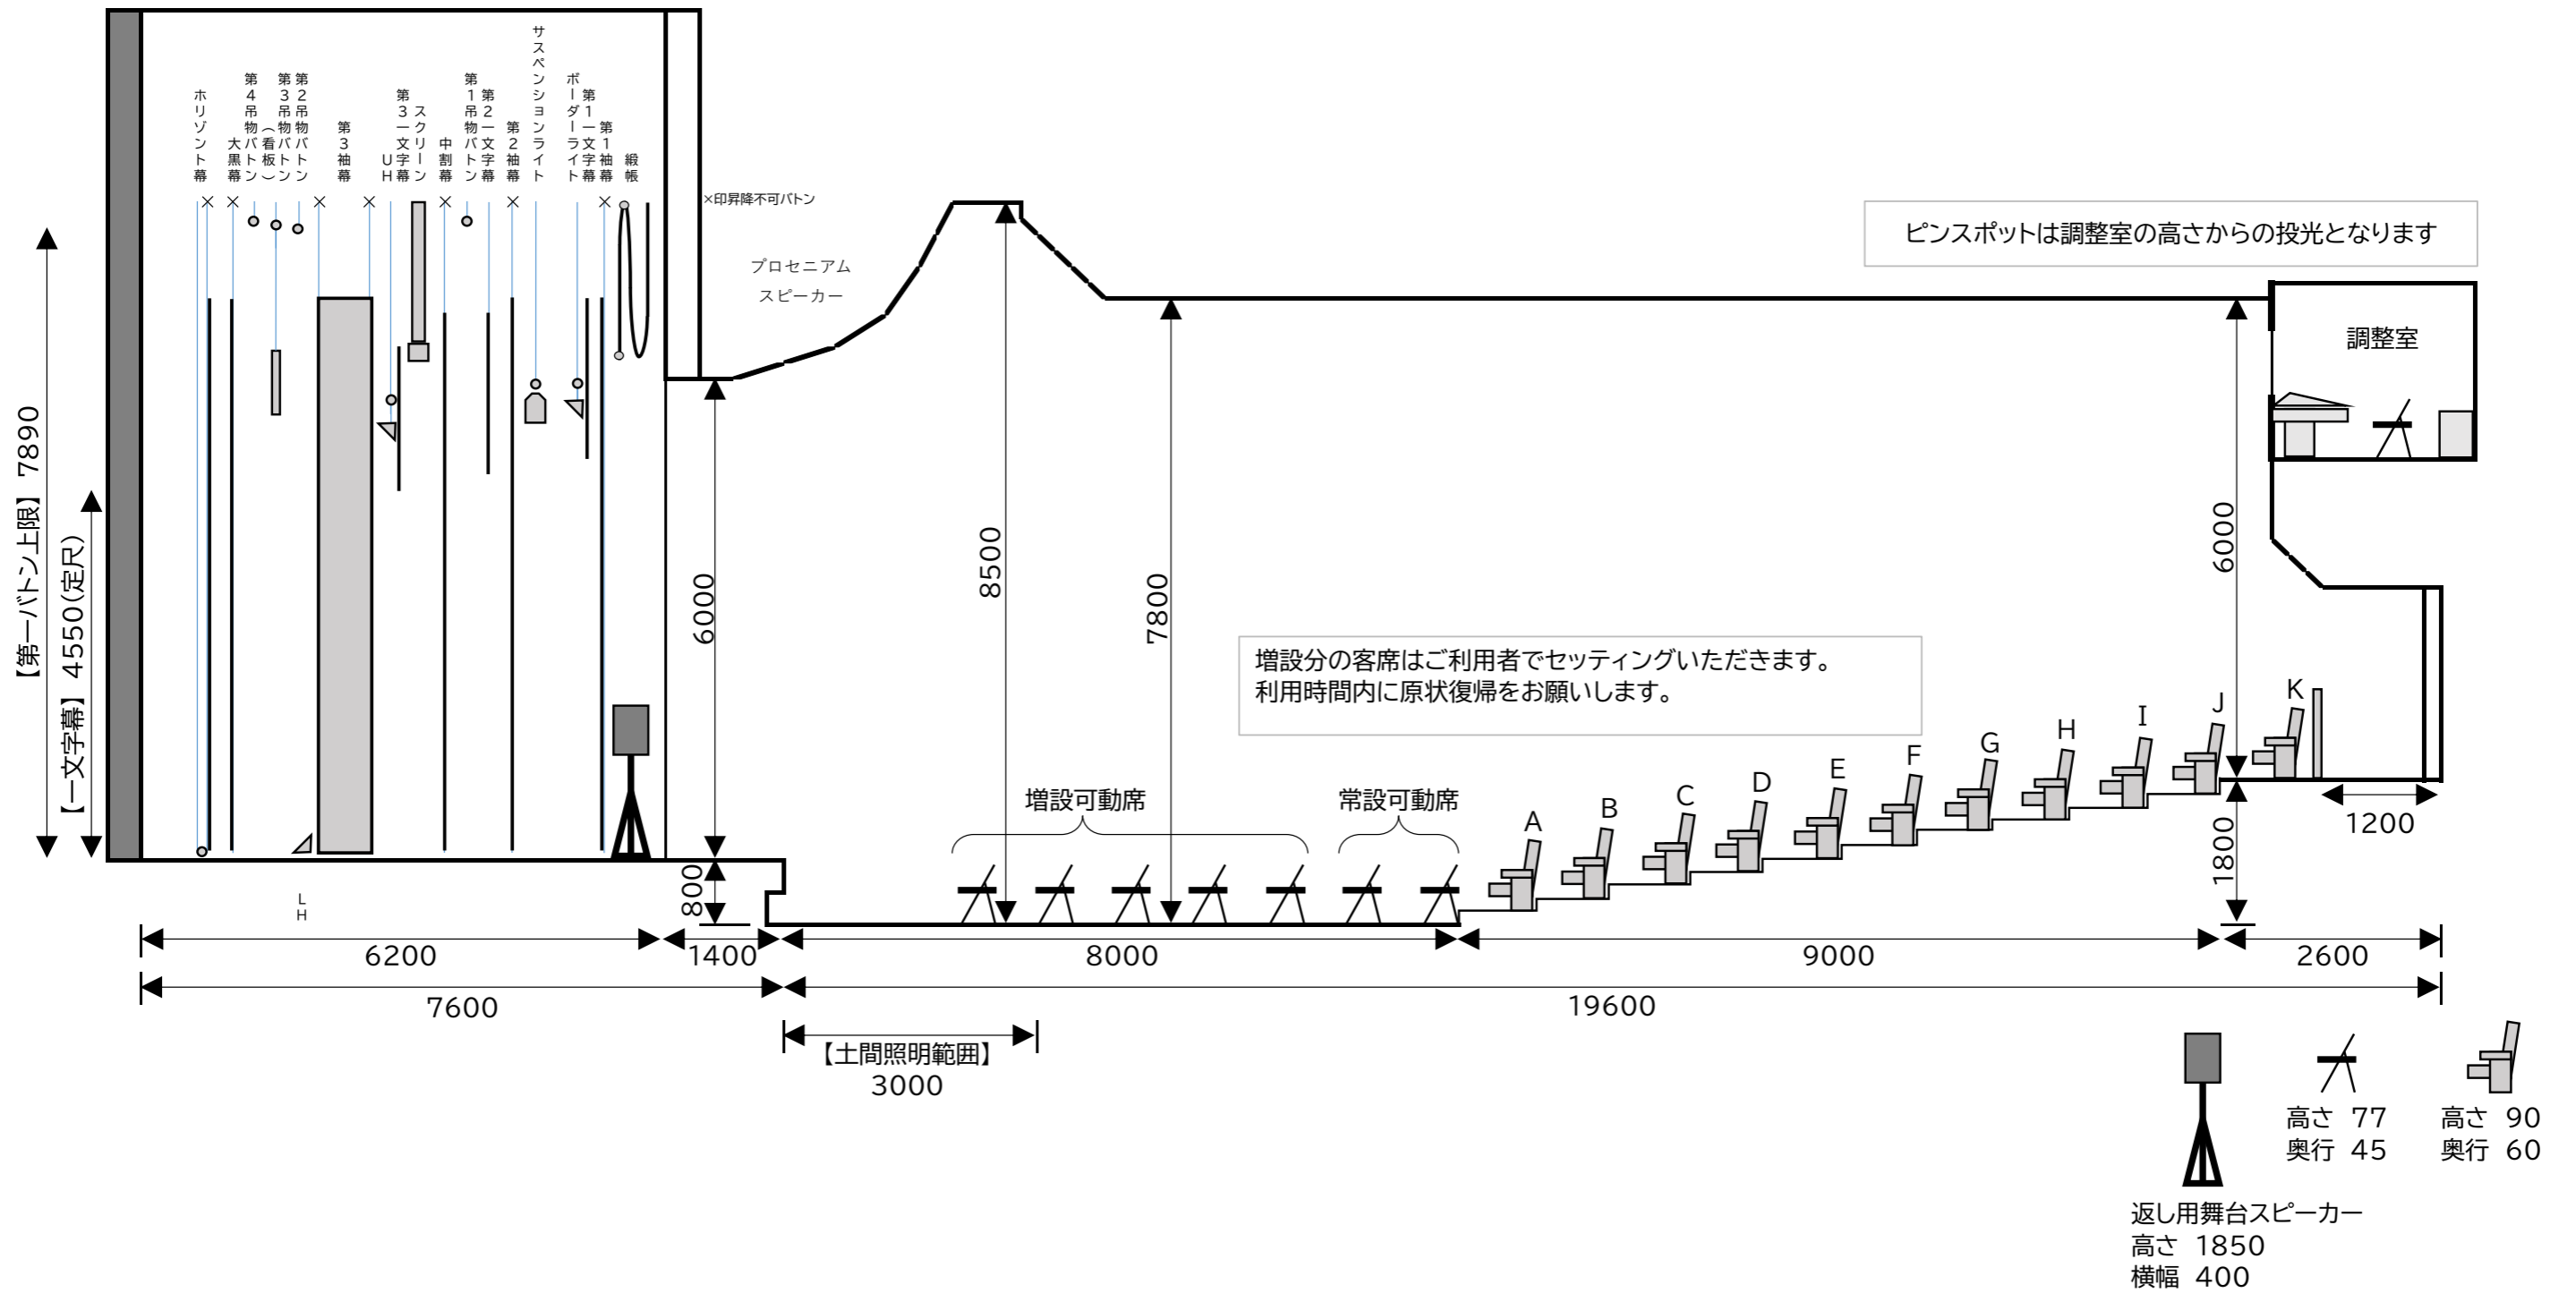 ホリゾント幕
大黒幕
第4吊物バトン
(看板)
第3吊物バトン
第2吊物バトン
第3袖幕
UH
第3一文字幕
スクリーン
中割幕
第1吊物バトン
第2一文字幕
第2袖幕
サスペンションライト
ボーダーライト
第1一文字幕
第1袖幕
緞帳
×印昇降不可バトン
プロセニアム
スピーカー
ピンスポットは調整室の高さからの投光となります
調整室
【第一バトン上限】 7890
【一文字幕】 4550(定尺)
6000
8500
7800
6000
増設分の客席はご利用者でセッティングいただきます。
利用時間内に原状復帰をお願いします。
増設可動席
常設可動席
A
B
C
D
E
F
G
H
I
J
K
1200
1800
800
LH
6200
1400
8000
9000
2600
7600
19600
【土間照明範囲】
3000
高さ 77
奥行 45
高さ 90
奥行 60
返し用舞台スピーカー
高さ 1850
横幅 400